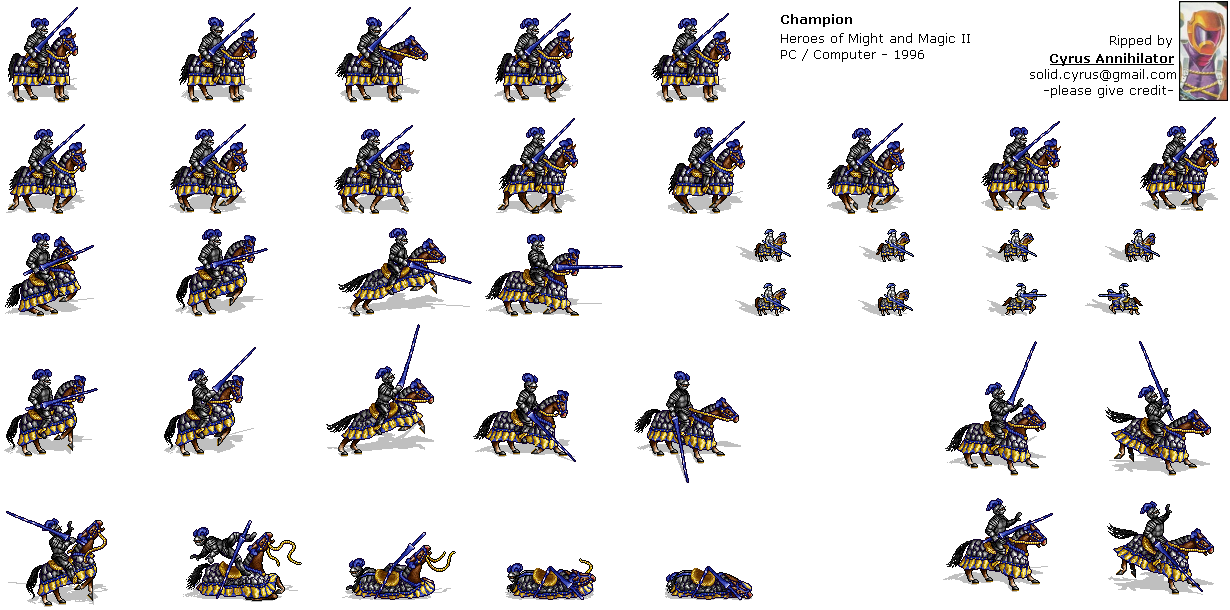 Champion
Heroes of Might and Magic II
PC / Computer - 1996
Ripped by
Cyrus Annihilator
solid.cyrus@gmail.com
-please give credit-